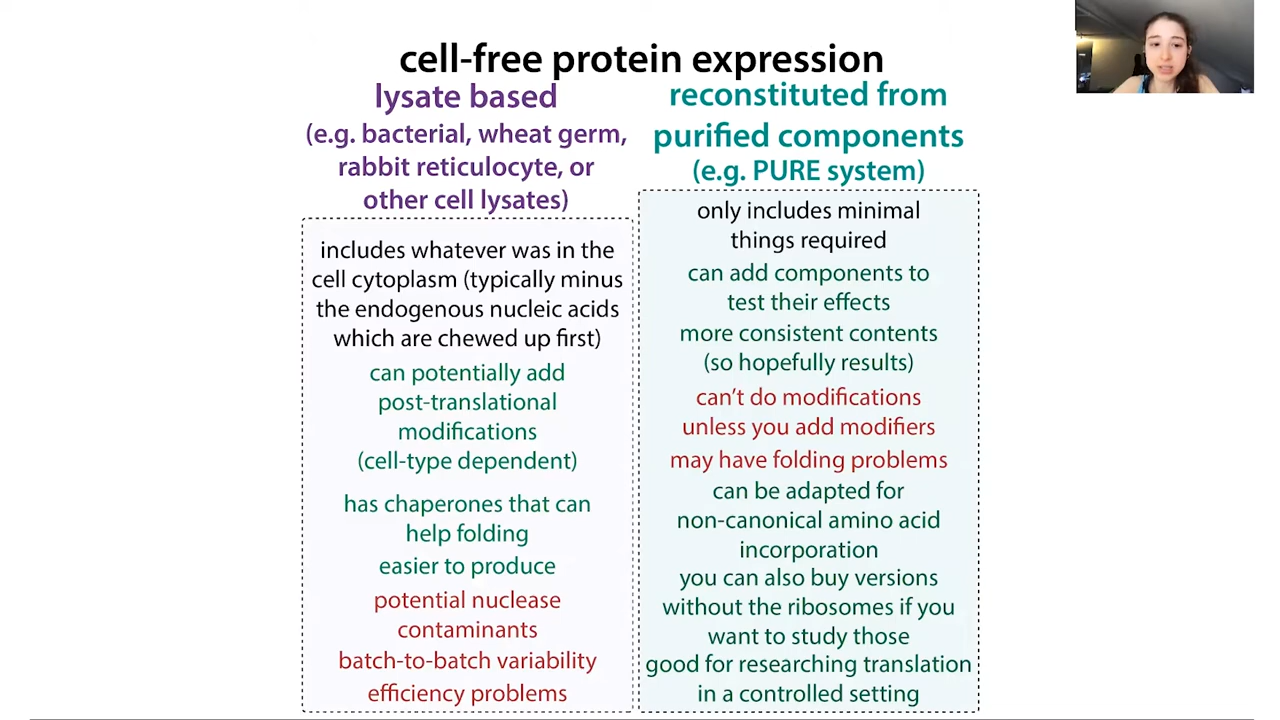 cell-free protein expression
lysate based
(e.g. bacterial, wheat germ,
rabbit reticulocyte, or
other cell lysates)
includes whatever was in the
cell cytoplasm (typically minus
the endogenous nucleic acids
which are chewed up first)
can potentially add
post-translational
modifications
(cell-type dependent)
has chaperones that can
help folding
easier to produce
potential nuclease
contaminants
batch-to-batch variability
efficiency problems
reconstituted from
purified components
(e.g. PURE system)
only includes minimal
things required
can add components to
test their effects
more consistent contents
(so hopefully results)
can’t do modifications
unless you add modifiers
may have folding problems
can be adapted for
non-canonical amino acid
incorporation
you can also buy versions
without the ribosomes if you
want to study those
good for researching translation
in a controlled setting